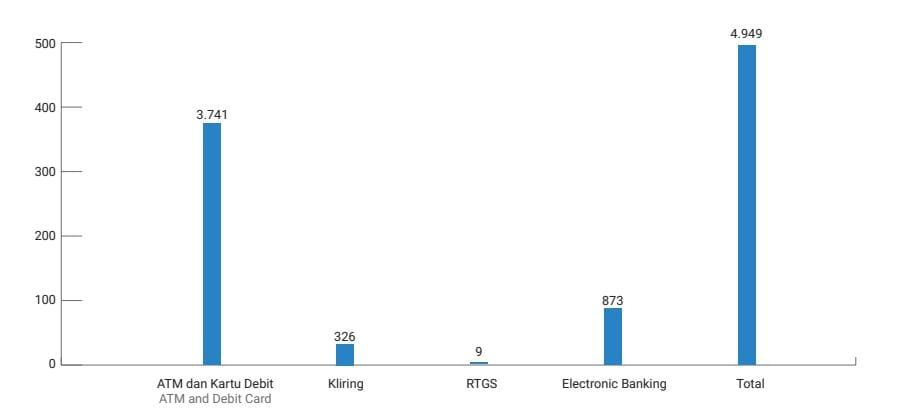 4.949
500
400
3.741
300
200
100
873
326
9
0
ATM dan Kartu Debit
ATM and Debit Card
Kliring
RTGS
Electronic Banking
Total